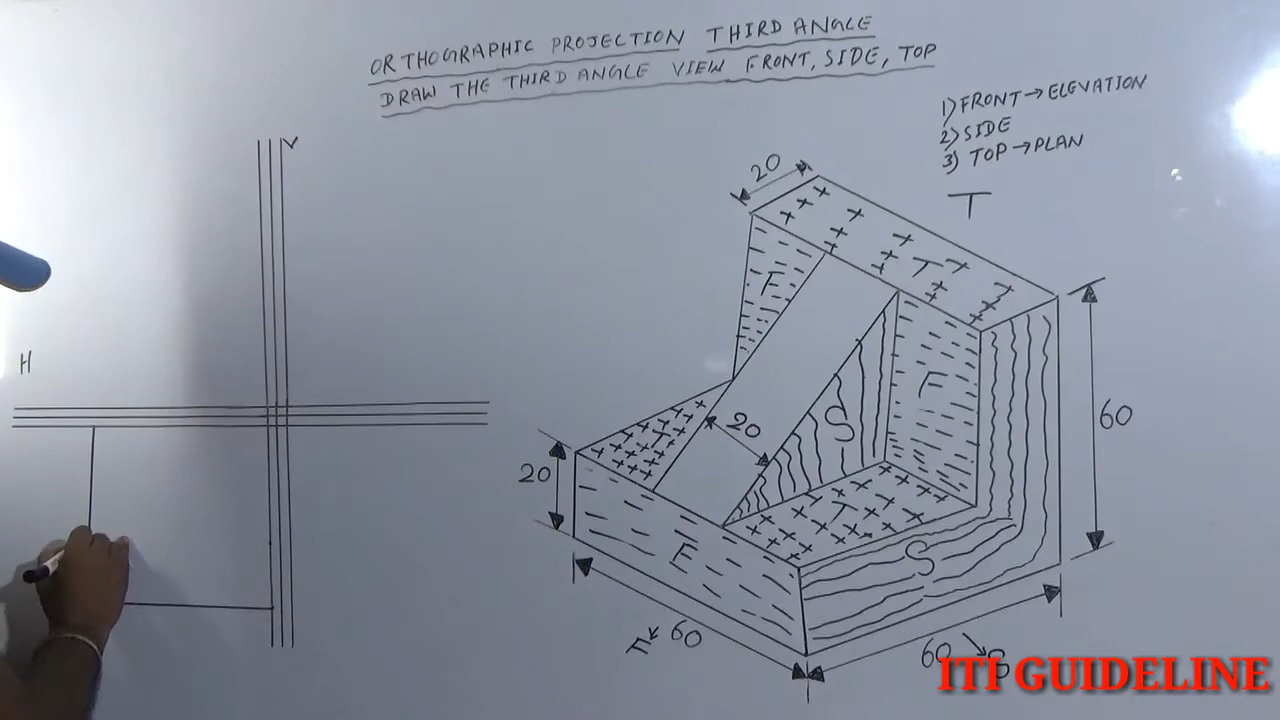 ORTHOGRAPHIC PROJECTION THIRD ANGLE
DRAW THE THIRD ANGLE VIEW FRONT, SIDE, TOP
1) FRONT → ELEVATION
2) SIDE
3) TOP → PLAN
T
V
H
20
T
F
F
60
S
20
T
20
T
F
S
F
60
60
S
ITI GUIDELINE